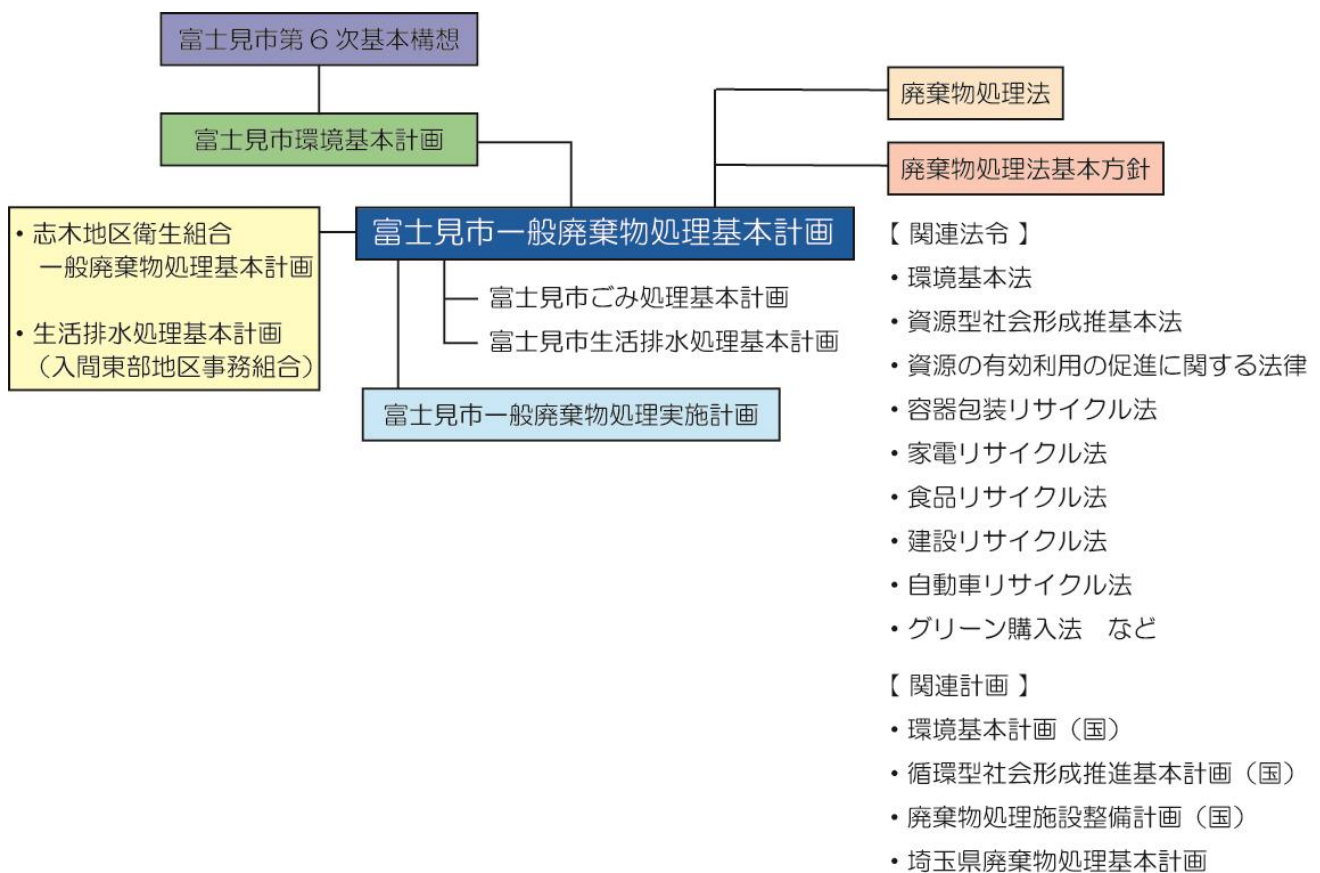 富士見市第6次基本構想
富士見市環境基本計画
・志木地区衛生組合
一般廃棄物処理基本計画
・生活排水処理基本計画
（入間東部地区事務組合）
富士見市一般廃棄物処理基本計画
富士見市ごみ処理基本計画
富士見市生活排水処理基本計画
富士見市一般廃棄物処理実施計画
廃棄物処理法
廃棄物処理法基本方針
【 関連法令 】
・環境基本法
・資源型社会形成推基本法
・資源の有効利用の促進に関する法律
・容器包装リサイクル法
・家電リサイクル法
・食品リサイクル法
・建設リサイクル法
・自動車リサイクル法
・グリーン購入法　など
【 関連計画 】
・環境基本計画（国）
・循環型社会形成推進基本計画（国）
・廃棄物処理施設整備計画（国）
・埼玉県廃棄物処理基本計画